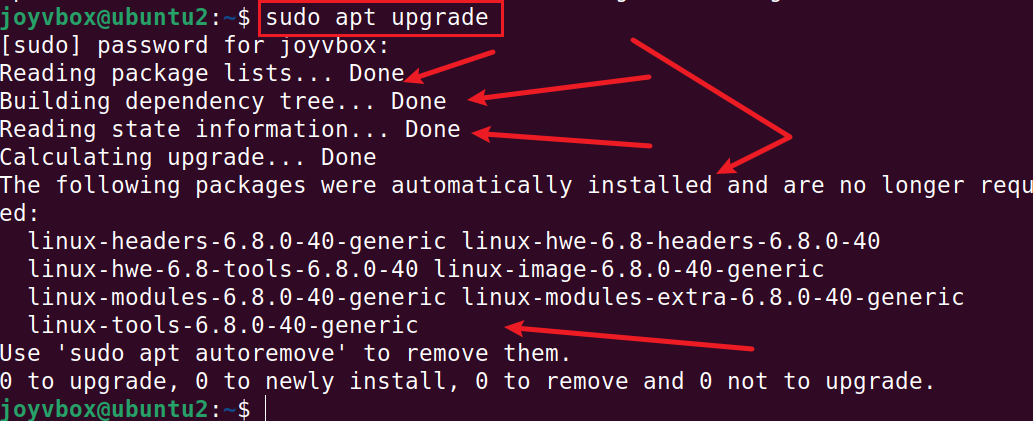 joyvbox@ubuntu2:~$ sudo apt upgrade
[sudo] password for joyvbox:
Reading package lists... Done
Building dependency tree... Done
Reading state information... Done
Calculating upgrade... Done
The following packages were automatically installed and are no longer requ
ed:
  linux-headers-6.8.0-40-generic linux-hwe-6.8-headers-6.8.0-40
  linux-hwe-6.8-tools-6.8.0-40 linux-image-6.8.0-40-generic
  linux-modules-6.8.0-40-generic linux-modules-extra-6.8.0-40-generic
  linux-tools-6.8.0-40-generic
Use 'sudo apt autoremove' to remove them.
0 to upgrade, 0 to newly install, 0 to remove and 0 not to upgrade.
joyvbox@ubuntu2:~$